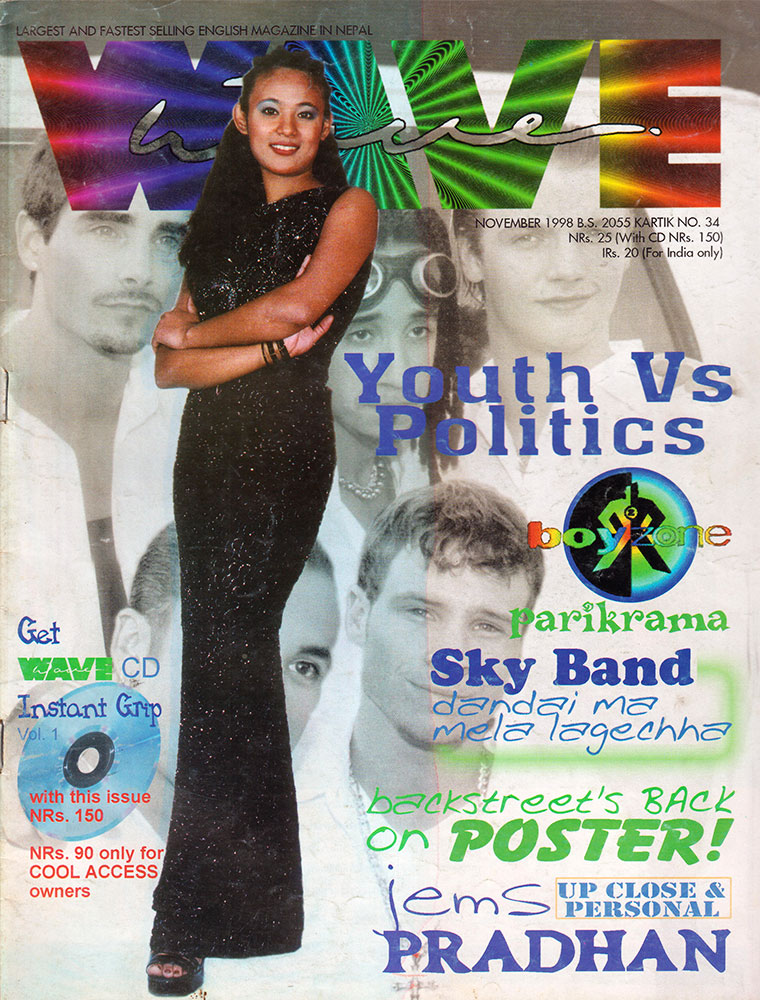 LARGEST AND FASTEST SELLING ENGLISH MAGAZINE IN NEPAL
WAVE
wave
NOVEMBER 1998 B.S. 2055 KARTIK NO. 34
NRs. 25 (With CD NRs. 150)
IRs. 20 (For India only)
Youth Vs
Politics
boyzone
parikrama
Sky Band
dandai ma
mela lagechha
Get
WAVE CD
Instant Grip
Vol. 1
with this issue
NRs. 150
NRs. 90 only for
COOL ACCESS
owners
backstreet's BACK
on POSTER!
jems UP CLOSE &
PERSONAL
PRADHAN